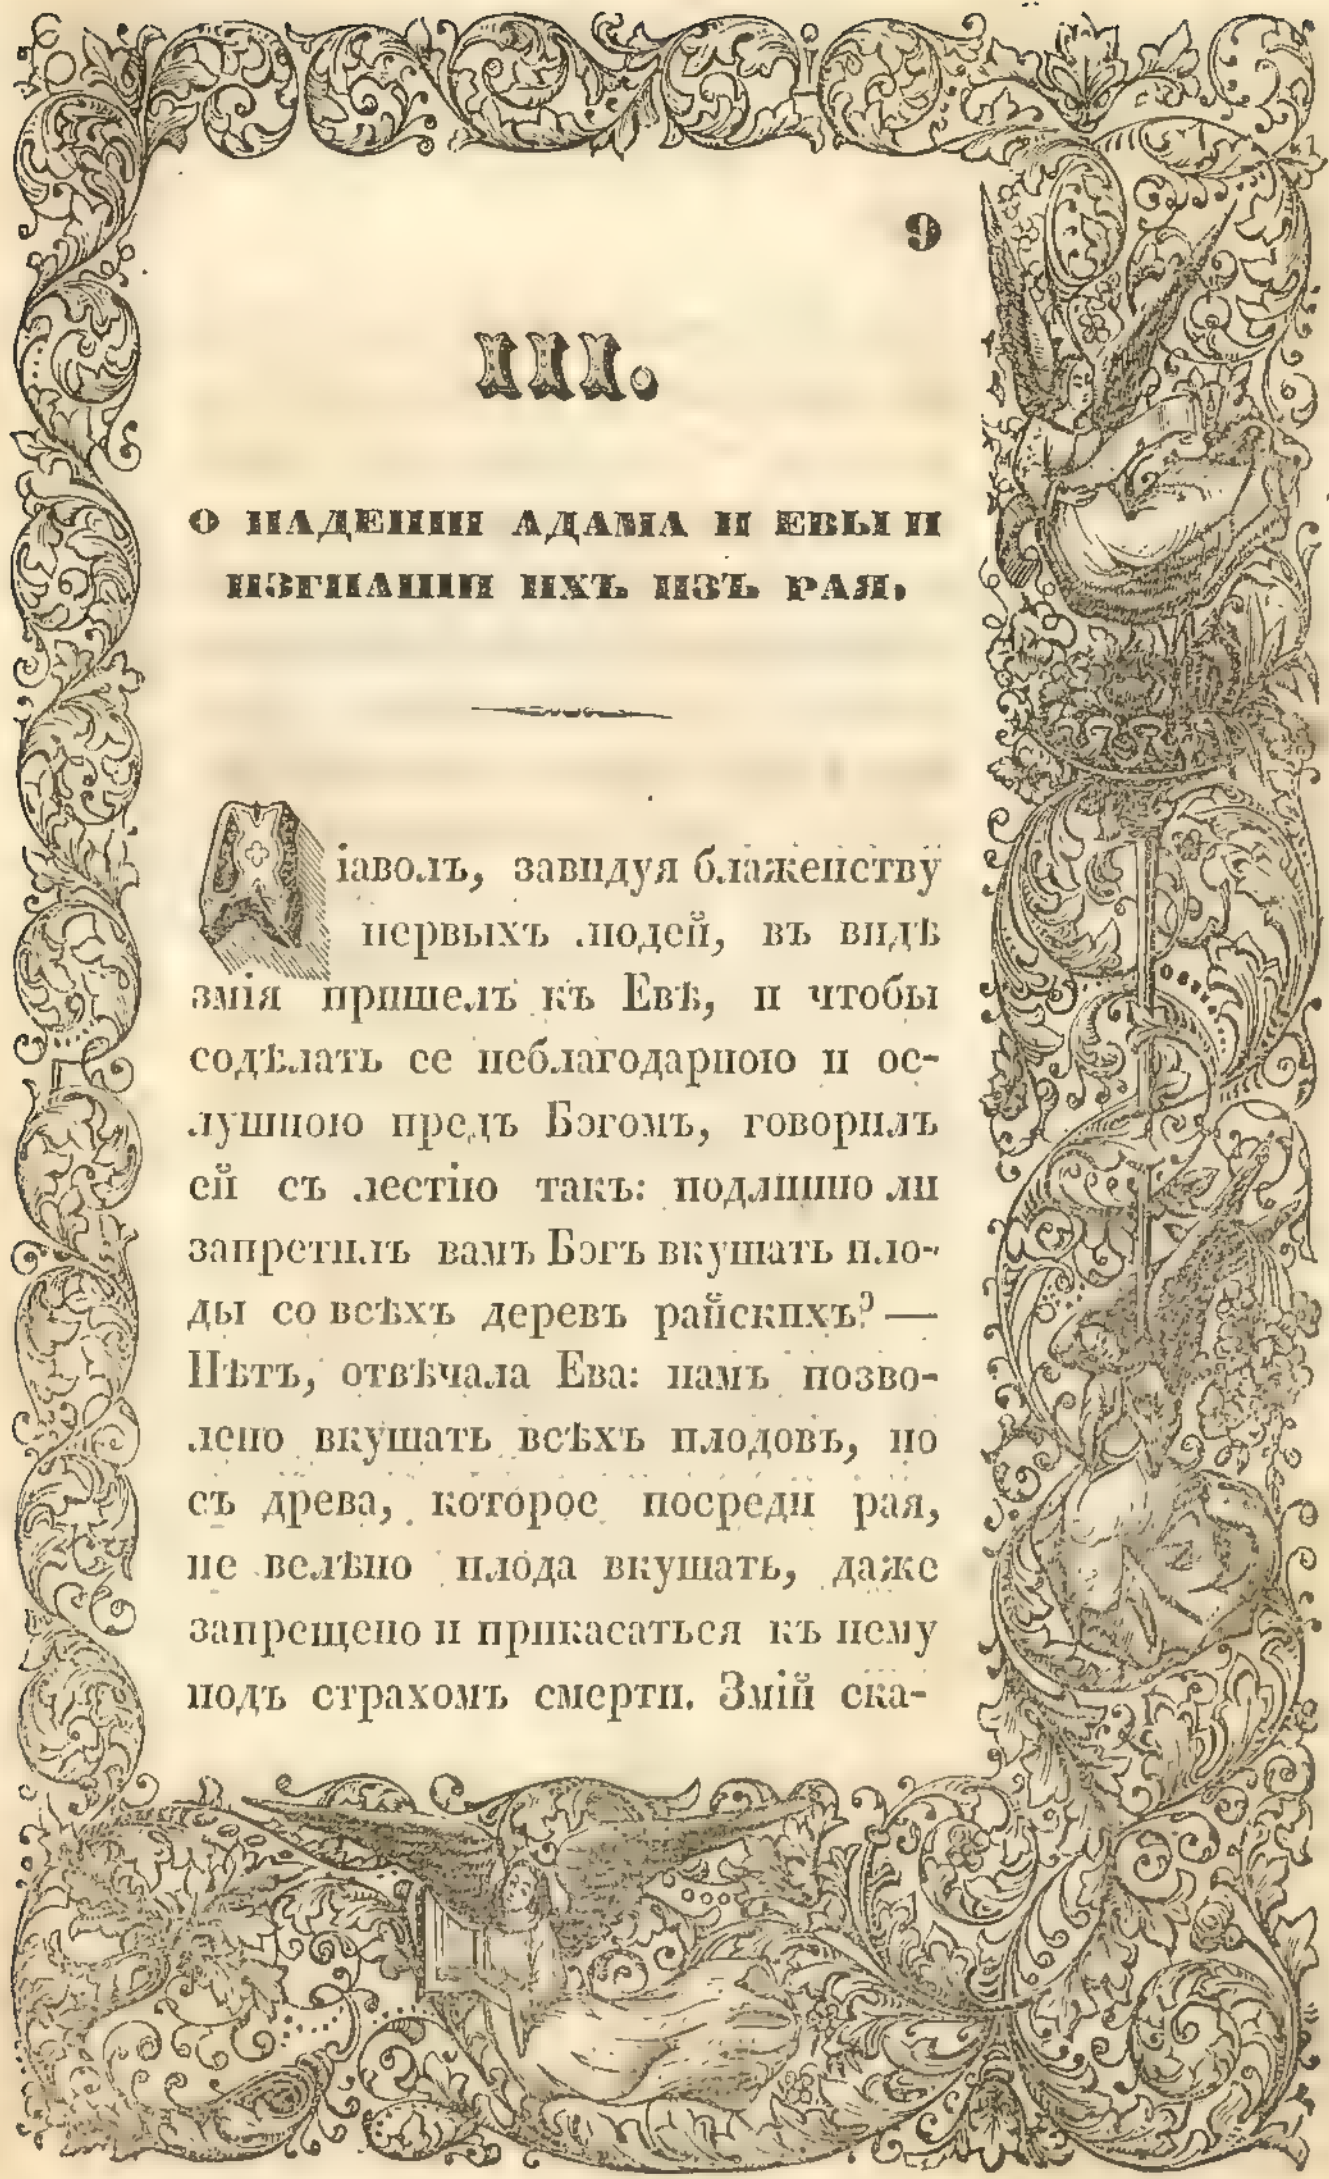 9
III.
О ПАДЕНІИ АДАМА И ЕВЫ И
ИЗГНАНІИ ИХЪ ИЗЪ РАЯ.
Діаволъ, завидуя блаженству
первыхъ людей, въ видѣ
змія пришелъ къ Евѣ, и чтобы
содѣлать ее неблагодарною и ос-
лушною предъ Богомъ, говорилъ
ей съ лестію такъ: подлинно ли
запретилъ вамъ Богъ вкушать пло-
ды со всѣхъ деревъ райскихъ? —
Нѣтъ, отвѣчала Ева: намъ позво-
лено вкушать всѣхъ плодовъ, но
съ древа, которое посреди рая,
не велѣно плода вкушать, даже
запрещено и прикасаться къ нему
подъ страхомъ смерти. Змій ска-